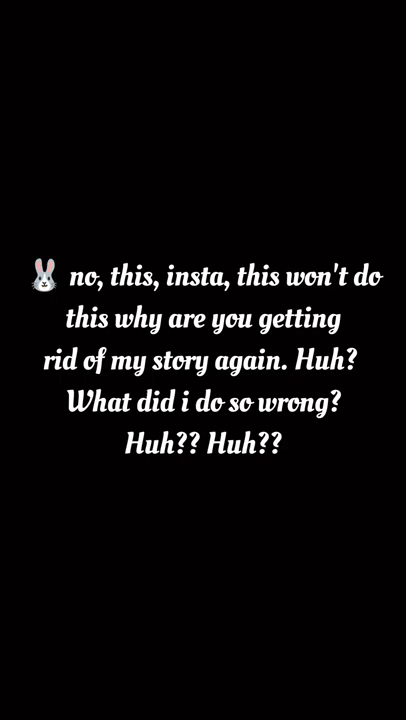 🐰 no, this, insta, this won't do
this why are you getting
rid of my story again. Huh?
What did i do so wrong?
Huh?? Huh??